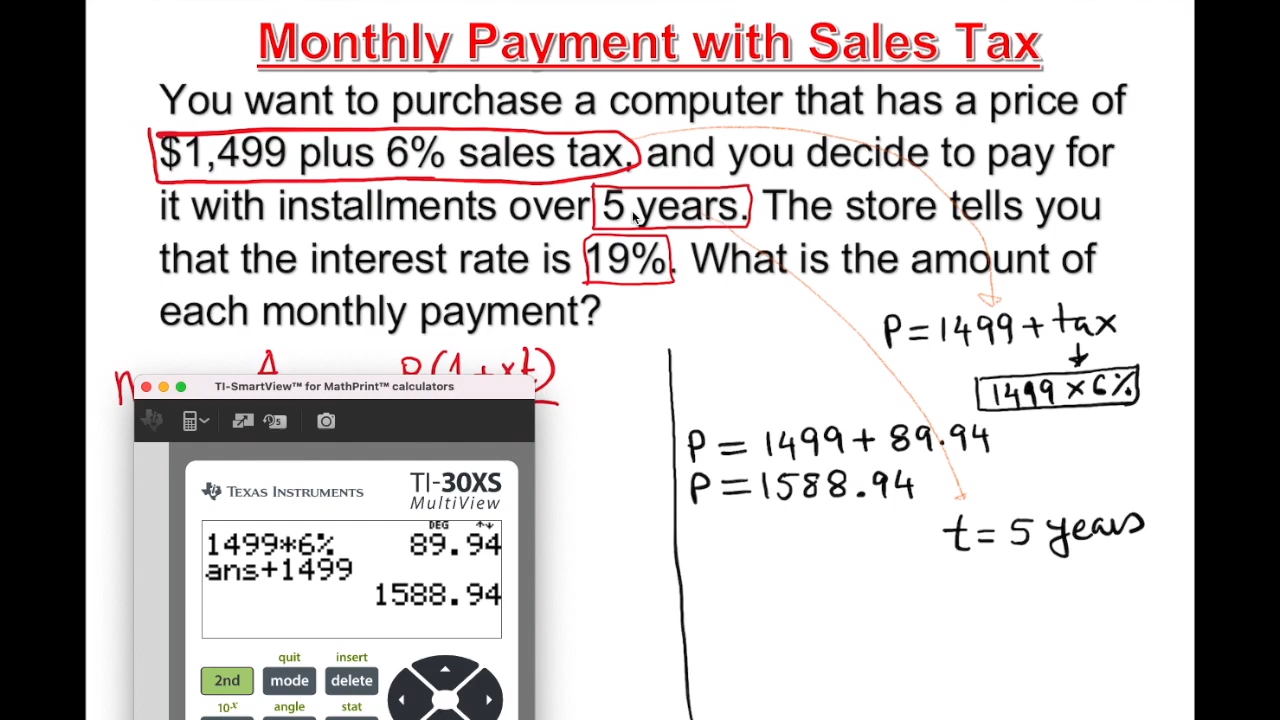 Monthly Payment with Sales Tax
You want to purchase a computer that has a price of
$1,499 plus 6% sales tax. and you decide to pay for
it with installments over 5 years. The store tells you
that the interest rate is 19%. What is the amount of
each monthly payment?
P = 1499 + tax
1499 × 6%
P = 1499 + 89.94
P = 1588.94
t = 5 years
TI-SmartView™ for MathPrint™ calculators
TEXAS INSTRUMENTS
TI-30XS
MultiView
DEG
1499*6% 89.94
ans+1499
1588.94
quit insert
2nd mode delete
10ˣ angle stat